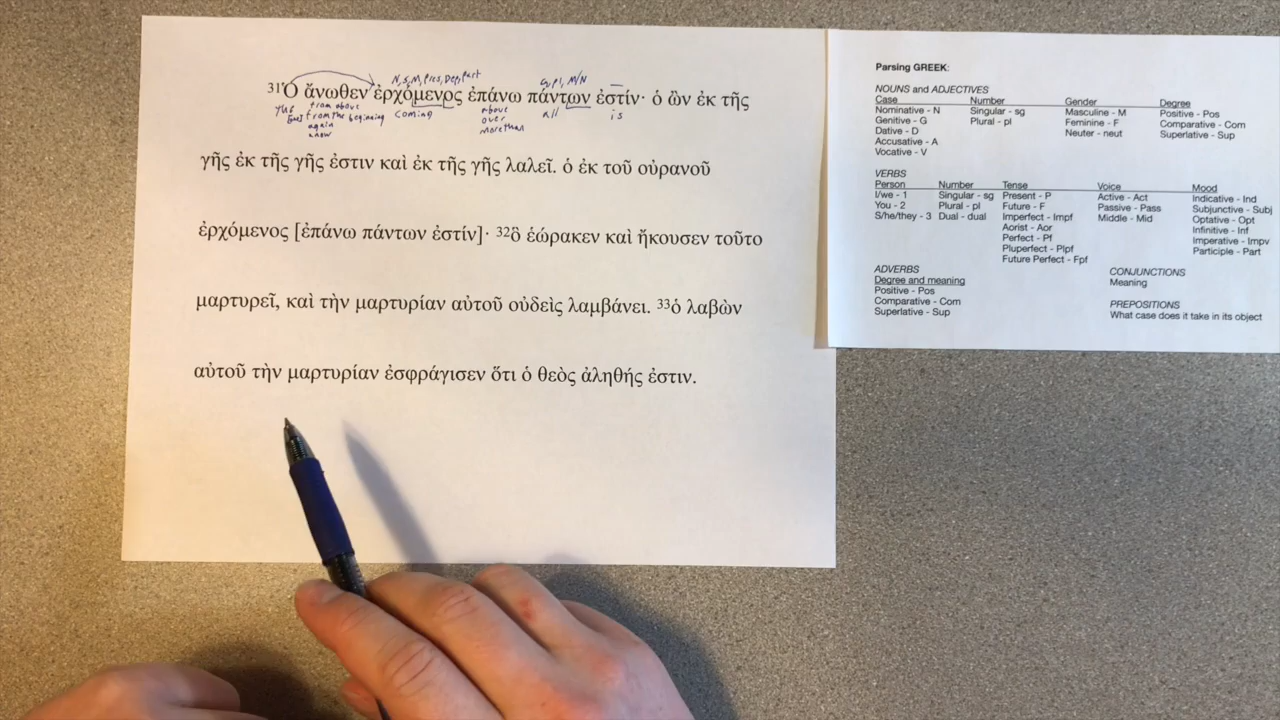 N, S, M, Pres, Dep, Part G, Pl, M/N
31Ὁ ἄνωθεν ἐρχόμενος ἐπάνω πάντων ἐστίν· ὁ ὢν ἐκ τῆς
The from above coming above all is
from the beginning over
again more than
anew
γῆς ἐκ τῆς γῆς ἐστιν καὶ ἐκ τῆς γῆς λαλεῖ. ὁ ἐκ τοῦ οὐρανοῦ
ἐρχόμενος [ἐπάνω πάντων ἐστίν]· 32ὃ ἑώρακεν καὶ ἤκουσεν τοῦτο
μαρτυρεῖ, καὶ τὴν μαρτυρίαν αὐτοῦ οὐδεὶς λαμβάνει. 33ὁ λαβὼν
αὐτοῦ τὴν μαρτυρίαν ἐσφράγισεν ὅτι ὁ θεὸς ἀληθής ἐστιν.
Parsing GREEK:
NOUNS and ADJECTIVES
Case Number Gender Degree
Nominative - N Singular - sg Masculine - M Positive - Pos
Genitive - G Plural - pl Feminine - F Comparative - Com
Dative - D Neuter - neut Superlative - Sup
Accusative - A
Vocative - V
VERBS
Person Number Tense Voice Mood
I/we - 1 Singular - sg Present - P Active - Act Indicative - Ind
You - 2 Plural - pl Future - F Passive - Pass Subjunctive - Subj
S/he/they - 3 Dual - dual Imperfect - Impf Middle - Mid Optative - Opt
Aorist - Aor Infinitive - Inf
Perfect - Pf Imperative - Impv
Pluperfect - Plpf Participle - Part
Future Perfect - Fpf
ADVERBS
Degree and meaning
Positive - Pos
Comparative - Com
Superlative - Sup
CONJUNCTIONS
Meaning
PREPOSITIONS
What case does it take in its object